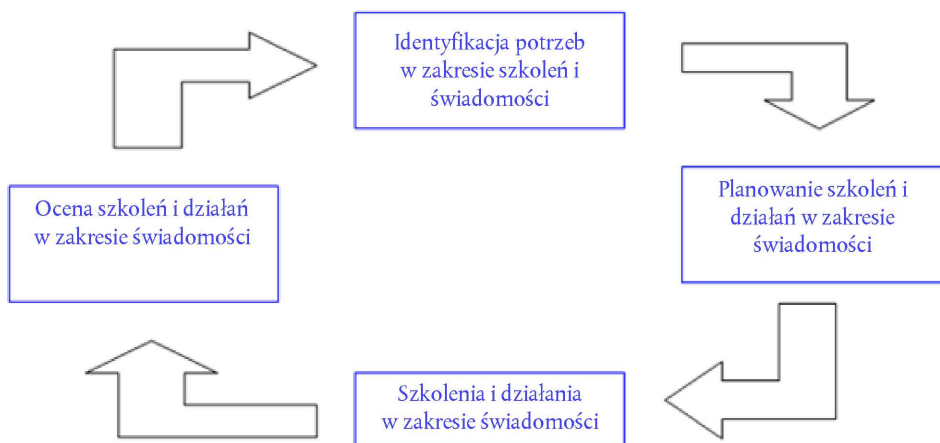 Identyfikacja potrzeb
w zakresie szkoleń i
świadomości
Ocena szkoleń i działań
w zakresie świadomości
Planowanie szkoleń i
działań w zakresie
świadomości
Szkolenia i działania
w zakresie świadomości